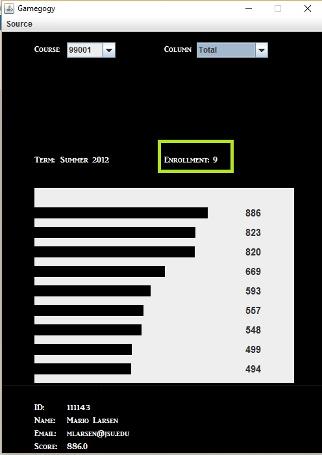 Gamegogy
Source
Course 99001 Column Total
Term: Summer 2012 Enrollment: 9
886
823
820
669
593
557
548
499
494
ID: 111143
Name: Mario Larsen
Email: mlarsen@jsu.edu
Score: 886.0